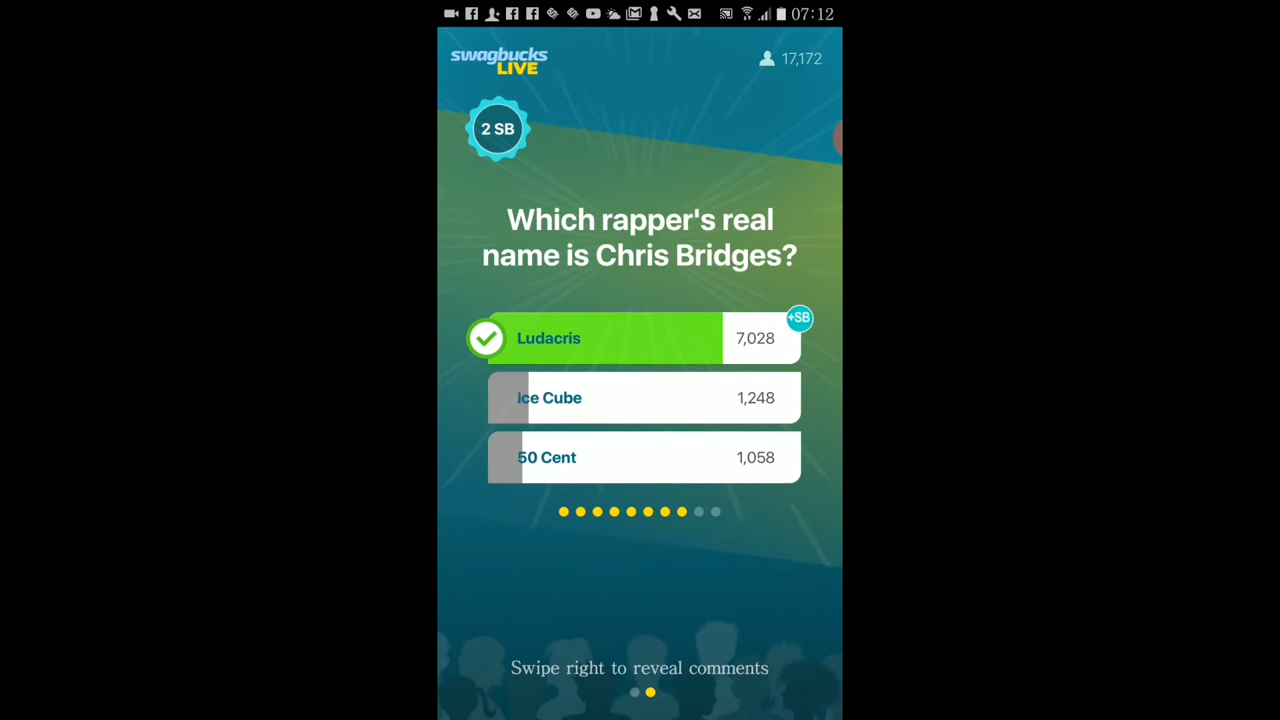 07:12
swagbucks
LIVE
17,172
2 SB
Which rapper's real
name is Chris Bridges?
+SB
Ludacris 7,028
Ice Cube 1,248
50 Cent 1,058
Swipe right to reveal comments